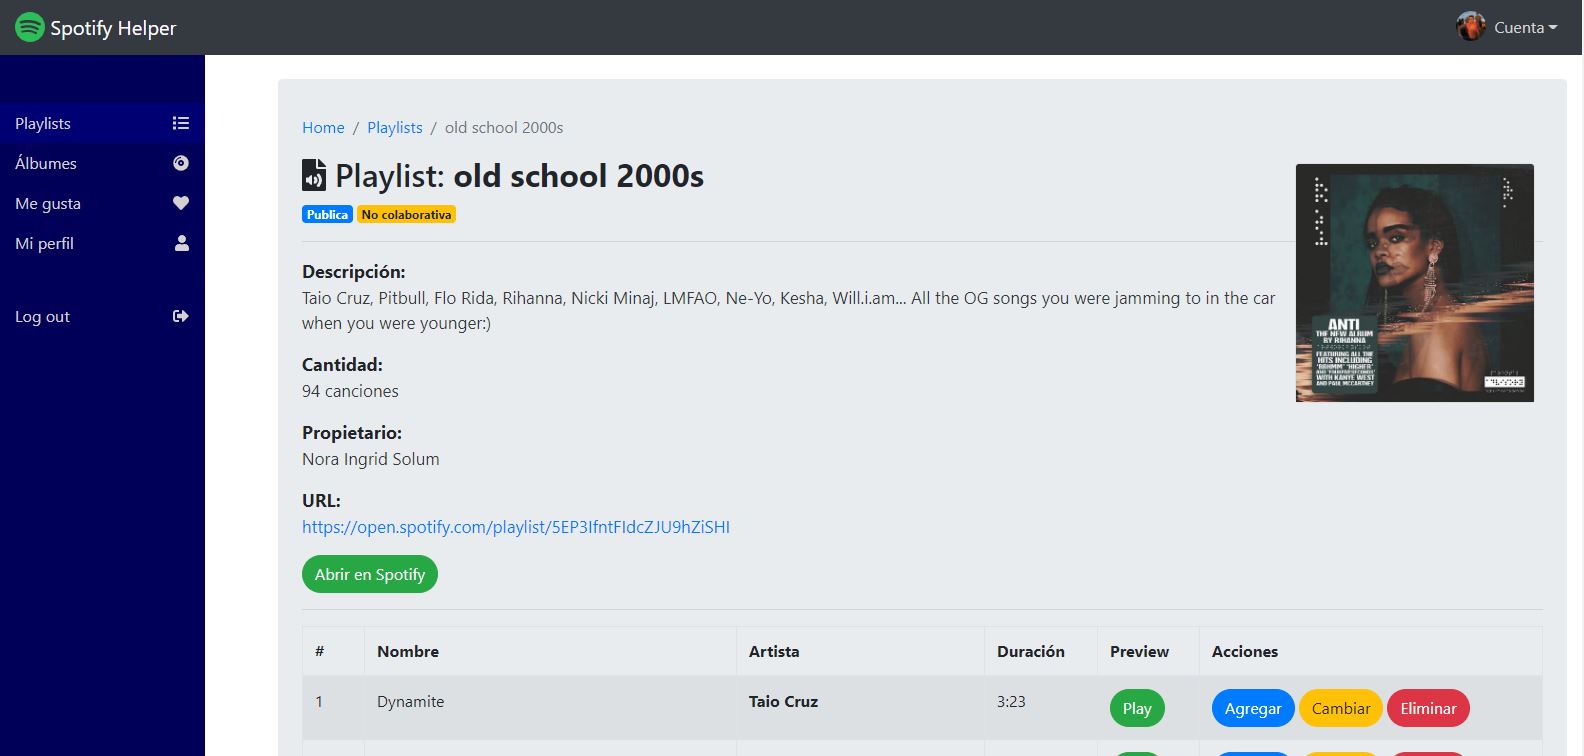 Spotify Helper
Cuenta
Playlists
Álbumes
Me gusta
Mi perfil
Log out
Home / Playlists / old school 2000s
Playlist: old school 2000s
Publica No colaborativa
Descripción:
Taio Cruz, Pitbull, Flo Rida, Rihanna, Nicki Minaj, LMFAO, Ne-Yo, Kesha, Will.i.am... All the OG songs you were jamming to in the car
when you were younger:)
Cantidad:
94 canciones
Propietario:
Nora Ingrid Solum
URL:
https://open.spotify.com/playlist/5EP3IfntFIdcZJU9hZiSHI
Abrir en Spotify
ANTI
THE NEW ALBUM
BY RIHANNA
FEATURING ALL THE
HITS INCLUDING
WITH KANYE WEST
AND PAUL MCCARTNEY
# Nombre Artista Duración Preview Acciones
1 Dynamite Taio Cruz 3:23 Play Agregar Cambiar Eliminar